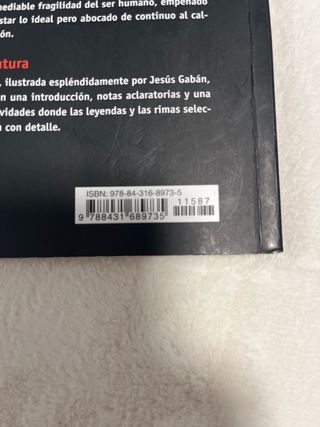 mediable fragilidad del ser humano, empeñado
star lo ideal pero abocado de continuo al cal-
ón.
tura
, ilustrada espléndidamente por Jesús Gabán,
n una introducción, notas aclaratorias y una
vidades donde las leyendas y las rimas selec-
n con detalle.
ISBN: 978-84-316-8973-5
11587
9 788431 689735